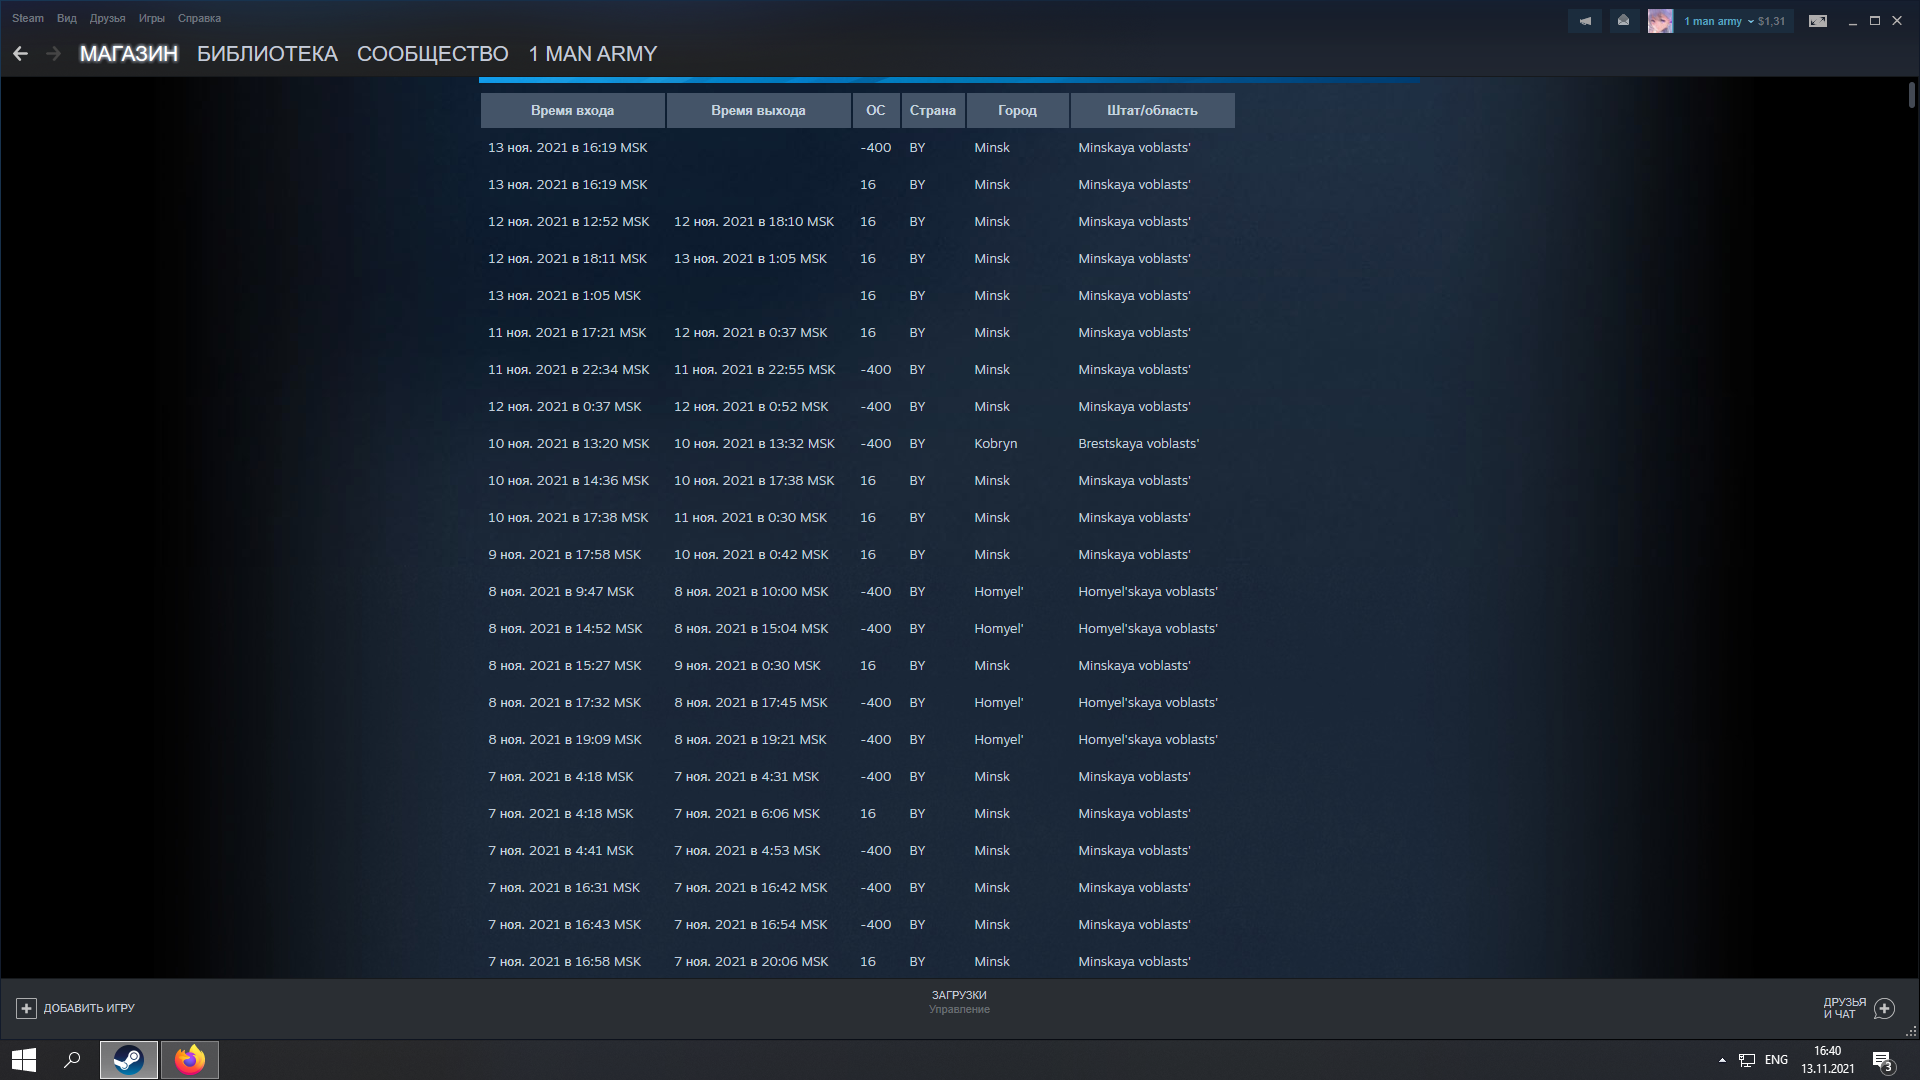 Steam Вид Друзья Игры Справка
1 man army $1,31
МАГАЗИН БИБЛИОТЕКА СООБЩЕСТВО 1 MAN ARMY
Время входа Время выхода ОС Страна Город Штат/область
13 ноя. 2021 в 16:19 MSK -400 BY Minsk Minskaya voblasts'
13 ноя. 2021 в 16:19 MSK 16 BY Minsk Minskaya voblasts'
12 ноя. 2021 в 12:52 MSK 12 ноя. 2021 в 18:10 MSK 16 BY Minsk Minskaya voblasts'
12 ноя. 2021 в 18:11 MSK 13 ноя. 2021 в 1:05 MSK 16 BY Minsk Minskaya voblasts'
13 ноя. 2021 в 1:05 MSK 16 BY Minsk Minskaya voblasts'
11 ноя. 2021 в 17:21 MSK 12 ноя. 2021 в 0:37 MSK 16 BY Minsk Minskaya voblasts'
11 ноя. 2021 в 22:34 MSK 11 ноя. 2021 в 22:55 MSK -400 BY Minsk Minskaya voblasts'
12 ноя. 2021 в 0:37 MSK 12 ноя. 2021 в 0:52 MSK -400 BY Minsk Minskaya voblasts'
10 ноя. 2021 в 13:20 MSK 10 ноя. 2021 в 13:32 MSK -400 BY Kobryn Brestskaya voblasts'
10 ноя. 2021 в 14:36 MSK 10 ноя. 2021 в 17:38 MSK 16 BY Minsk Minskaya voblasts'
10 ноя. 2021 в 17:38 MSK 11 ноя. 2021 в 0:30 MSK 16 BY Minsk Minskaya voblasts'
9 ноя. 2021 в 17:58 MSK 10 ноя. 2021 в 0:42 MSK 16 BY Minsk Minskaya voblasts'
8 ноя. 2021 в 9:47 MSK 8 ноя. 2021 в 10:00 MSK -400 BY Homyel' Homyel'skaya voblasts'
8 ноя. 2021 в 14:52 MSK 8 ноя. 2021 в 15:04 MSK -400 BY Homyel' Homyel'skaya voblasts'
8 ноя. 2021 в 15:27 MSK 9 ноя. 2021 в 0:30 MSK 16 BY Minsk Minskaya voblasts'
8 ноя. 2021 в 17:32 MSK 8 ноя. 2021 в 17:45 MSK -400 BY Homyel' Homyel'skaya voblasts'
8 ноя. 2021 в 19:09 MSK 8 ноя. 2021 в 19:21 MSK -400 BY Homyel' Homyel'skaya voblasts'
7 ноя. 2021 в 4:18 MSK 7 ноя. 2021 в 4:31 MSK -400 BY Minsk Minskaya voblasts'
7 ноя. 2021 в 4:18 MSK 7 ноя. 2021 в 6:06 MSK 16 BY Minsk Minskaya voblasts'
7 ноя. 2021 в 4:41 MSK 7 ноя. 2021 в 4:53 MSK -400 BY Minsk Minskaya voblasts'
7 ноя. 2021 в 16:31 MSK 7 ноя. 2021 в 16:42 MSK -400 BY Minsk Minskaya voblasts'
7 ноя. 2021 в 16:43 MSK 7 ноя. 2021 в 16:54 MSK -400 BY Minsk Minskaya voblasts'
7 ноя. 2021 в 16:58 MSK 7 ноя. 2021 в 20:06 MSK 16 BY Minsk Minskaya voblasts'
ДОБАВИТЬ ИГРУ
ЗАГРУЗКИ
Управление
ДРУЗЬЯ
И ЧАТ
ENG
16:40
13.11.2021
3